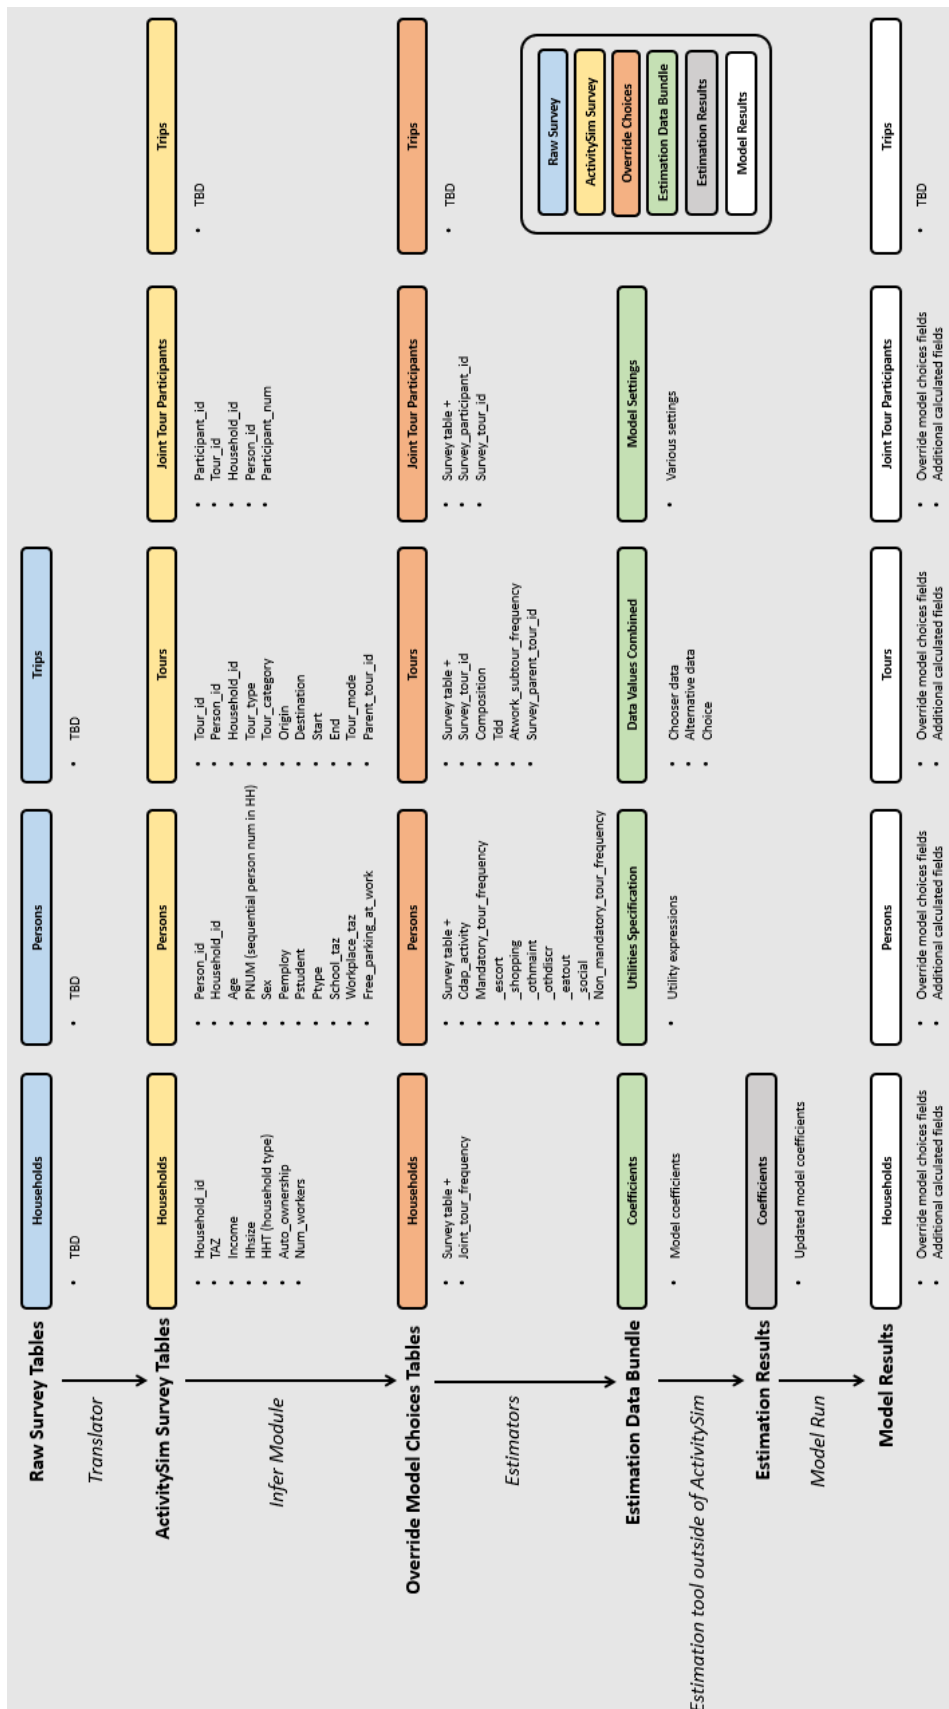 Raw Survey Tables
Households
• TBD
Persons
• TBD
Trips
• TBD
Translator
ActivitySim Survey Tables
Households
• Household_id
• TAZ
• Income
• Hhsize
• HHT (household type)
• Auto_ownership
• Num_workers
Persons
• Person_id
• Household_id
• Age
• PNUM (sequential person num in HH)
• Sex
• Pemploy
• Pstudent
• Ptype
• School_taz
• Workplace_taz
• Free_parking_at_work
Tours
• Tour_id
• Person_id
• Household_id
• Tour_type
• Tour_category
• Origin
• Destination
• Start
• End
• Tour_mode
• Parent_tour_id
Joint Tour Participants
• Participant_id
• Tour_id
• Household_id
• Person_id
• Participant_num
Trips
• TBD
Infer Module
Override Model Choices Tables
Households
• Survey table +
• Joint_tour_frequency
Persons
• Survey table +
• Cdap_activity
• Mandatory_tour_frequency
• _escort
• _shopping
• _othmaint
• _othdiscr
• _eatout
• _social
• Non_mandatory_tour_frequency
Tours
• Survey table +
• Survey_tour_id
• Composition
• Tdd
• Atwork_subtour_frequency
• Survey_parent_tour_id
Joint Tour Participants
• Survey table +
• Survey_participant_id
• Survey_tour_id
Trips
• TBD
Estimators
Estimation Data Bundle
Coefficients
• Model coefficients
Utilities Specification
• Utility expressions
Data Values Combined
• Chooser data
• Alternative data
• Choice
Model Settings
• Various settings
Estimation tool outside of ActivitySim
Estimation Results
Coefficients
• Updated model coefficients
Model Run
Model Results
Households
• Override model choices fields
• Additional calculated fields
Persons
• Override model choices fields
• Additional calculated fields
Tours
• Override model choices fields
• Additional calculated fields
Joint Tour Participants
• Override model choices fields
• Additional calculated fields
Trips
• TBD
Raw Survey
ActivitySim Survey
Override Choices
Estimation Data Bundle
Estimation Results
Model Results